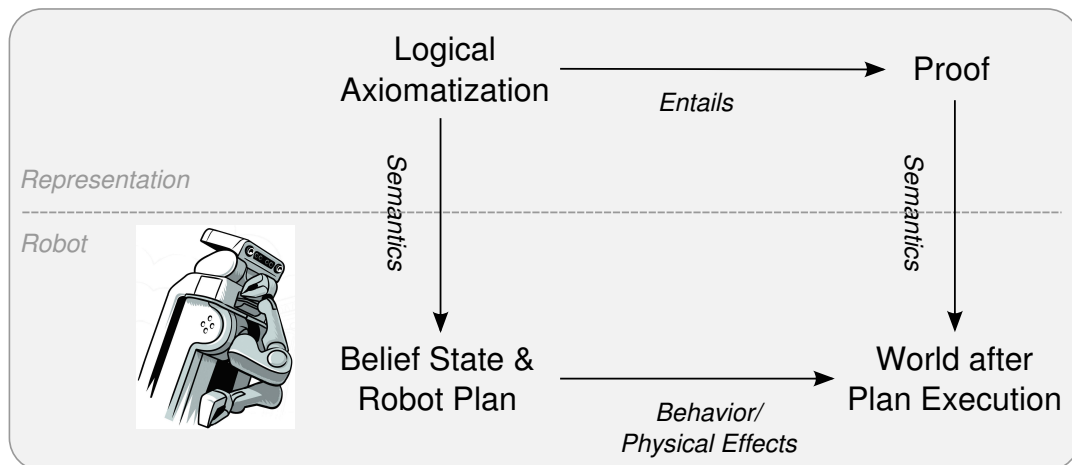 Logical
Axiomatization
Proof
Entails
Semantics
Semantics
Representation
Robot
Belief State &
Robot Plan
World after
Plan Execution
Behavior/
Physical Effects